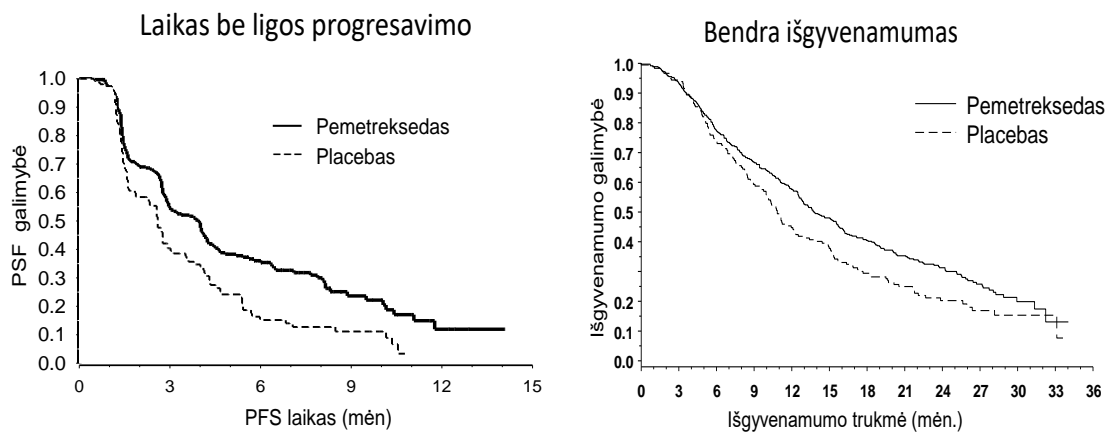 Laikas be ligos progresavimo
PSF galimybė
1.0
0.9
0.8
0.7
0.6
0.5
0.4
0.3
0.2
0.1
0.0
Pemetreksedas
Placebas
0 3 6 9 12 15
PFS laikas (mėn)
Bendra išgyvenamumas
Išgyvenamumo galimybė
1.0
0.9
0.8
0.7
0.6
0.5
0.4
0.2
0.1
0.0
Pemetreksedas
Placebas
0 3 6 9 12 15 18 21 24 27 30 33 36
Išgyvenamumo trukmė (mėn.)